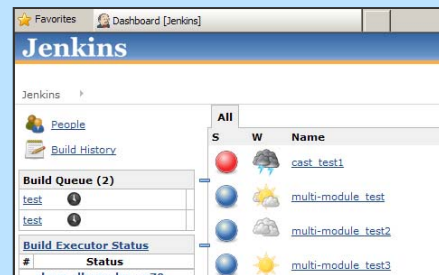 Favorites
Dashboard [Jenkins]
Jenkins
Jenkins
People
Build History
Build Queue (2)
test
test
Build Executor Status
# Status
All
S W Name
cast_test1
multi-module_test
multi-module_test2
multi-module_test3